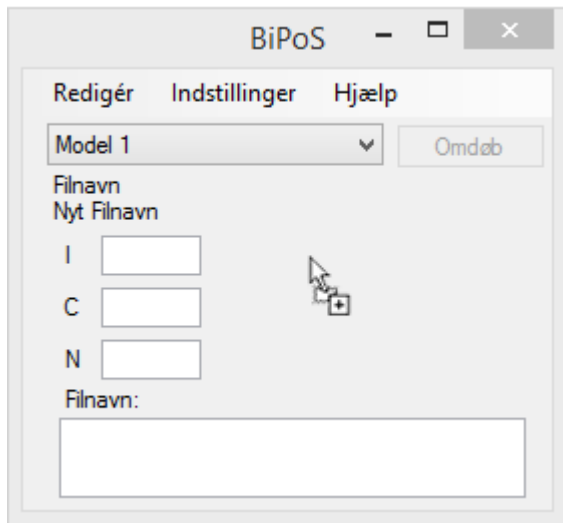 BiPoS
Redigér Indstillinger Hjælp
Model 1 Omdøb
Filnavn
Nyt Filnavn
I
C
N
Filnavn: